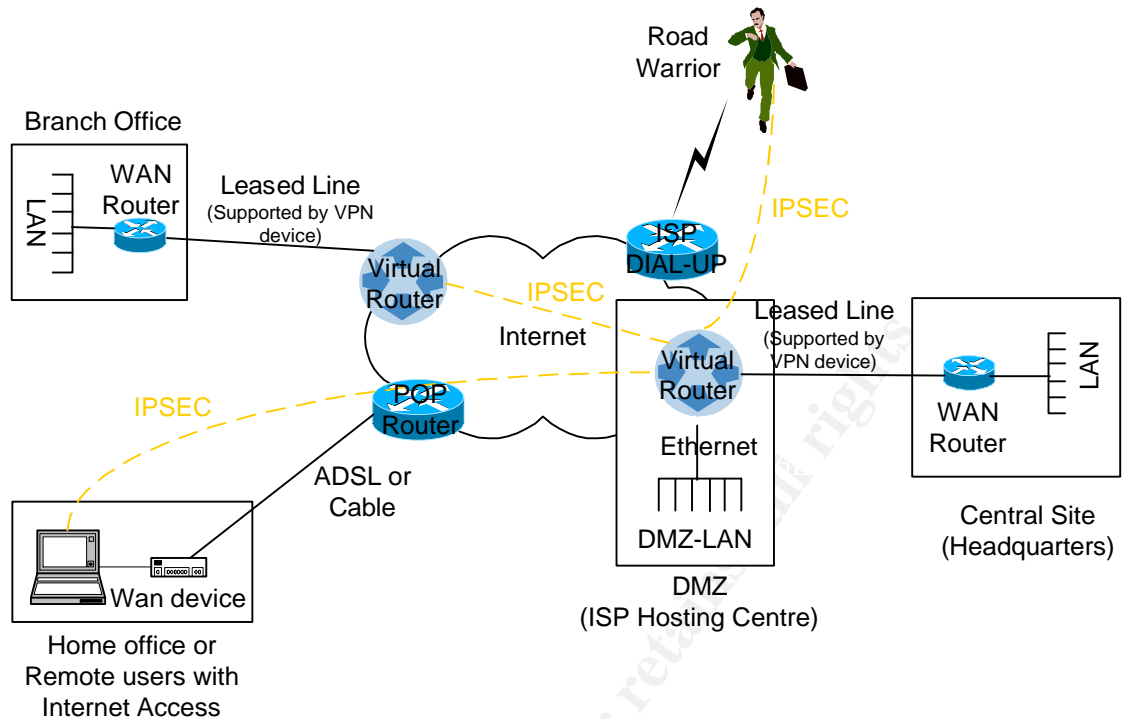 Road
Warrior
Branch Office
WAN
Router
LAN
Leased Line
(Supported by VPN
device)
IPSEC
ISP
DIAL-UP
Virtual
Router
IPSEC
Internet
Leased Line
(Supported by
VPN device)
Virtual
Router
LAN
WAN
Router
IPSEC
POP
Router
Ethernet
ADSL or
Cable
DMZ-LAN
Central Site
(Headquarters)
DMZ
(ISP Hosting Centre)
Wan device
Home office or
Remote users with
Internet Access
retains full rights